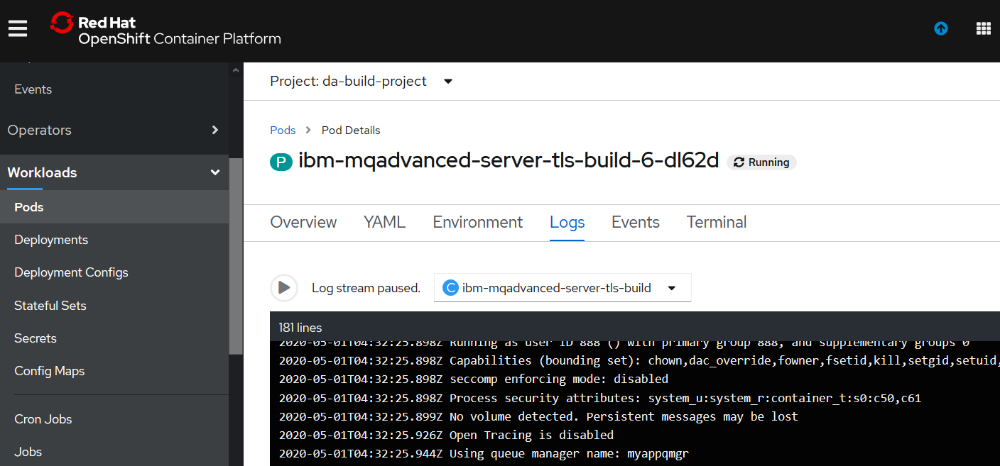 Red Hat
OpenShift Container Platform
Events
Operators
Workloads
Pods
Deployments
Deployment Configs
Stateful Sets
Secrets
Config Maps
Cron Jobs
Jobs
Project: da-build-project
Pods > Pod Details
P ibm-mqadvanced-server-tls-build-6-dl62d Running
Overview YAML Environment Logs Events Terminal
Log stream paused. C ibm-mqadvanced-server-tls-build
181 lines
2020-05-01T04:32:25.898Z Running as user ID 888 () with primary group 888, and supplementary groups 0
2020-05-01T04:32:25.898Z Capabilities (bounding set): chown,dac_override,fowner,fsetid,kill,setgid,setuid,
2020-05-01T04:32:25.898Z seccomp enforcing mode: disabled
2020-05-01T04:32:25.898Z Process security attributes: system_u:system_r:container_t:s0:c50,c61
2020-05-01T04:32:25.899Z No volume detected. Persistent messages may be lost
2020-05-01T04:32:25.926Z Open Tracing is disabled
2020-05-01T04:32:25.944Z Using queue manager name: myappqmgr